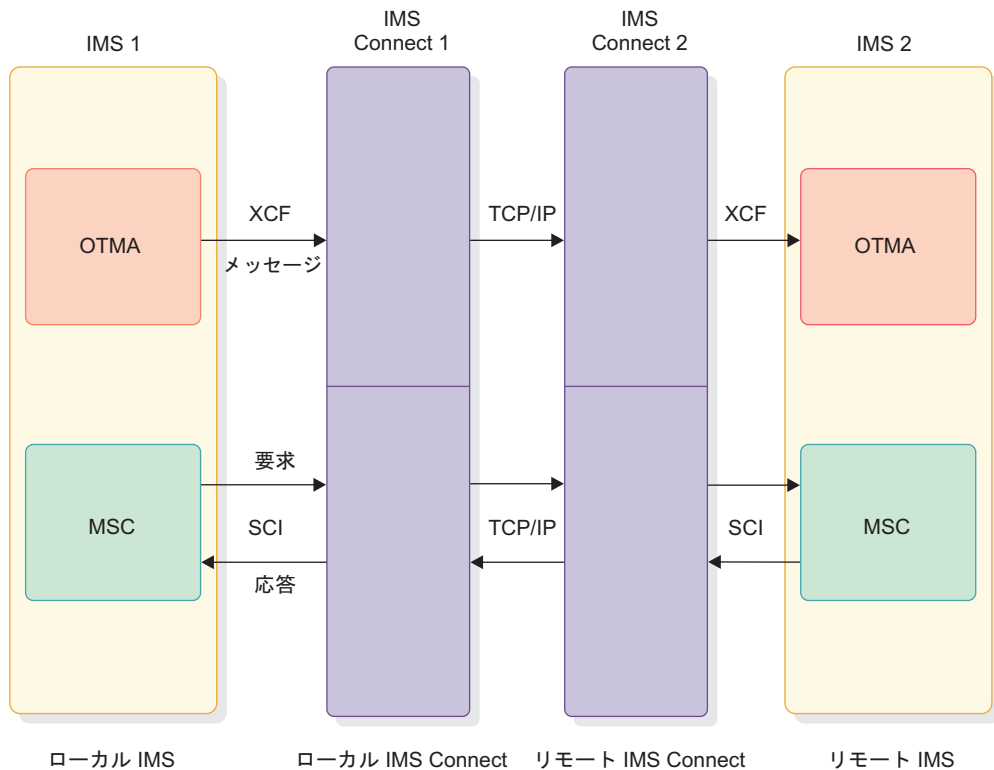 IMS 1
IMS
Connect 1
IMS
Connect 2
IMS 2
OTMA
XCF
メッセージ
TCP/IP
XCF
OTMA
要求
MSC
SCI
TCP/IP
SCI
MSC
応答
ローカル IMS
ローカル IMS Connect
リモート IMS Connect
リモート IMS